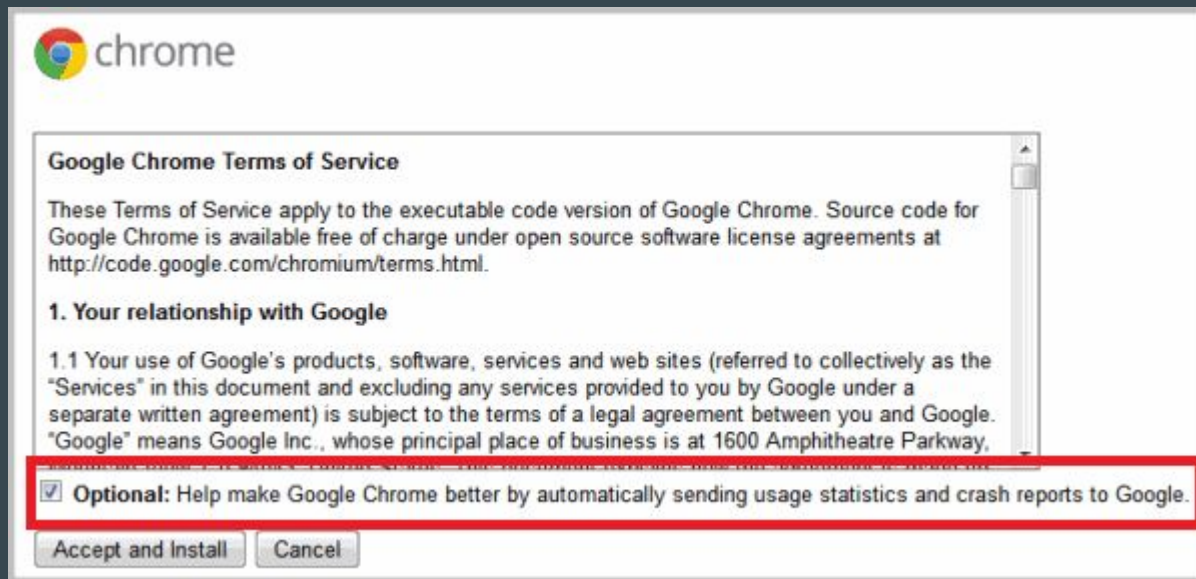 chrome
Google Chrome Terms of Service
These Terms of Service apply to the executable code version of Google Chrome. Source code for
Google Chrome is available free of charge under open source software license agreements at
http://code.google.com/chromium/terms.html.
1. Your relationship with Google
1.1 Your use of Google's products, software, services and web sites (referred to collectively as the
“Services” in this document and excluding any services provided to you by Google under a
separate written agreement) is subject to the terms of a legal agreement between you and Google.
“Google” means Google Inc., whose principal place of business is at 1600 Amphitheatre Parkway,
Optional: Help make Google Chrome better by automatically sending usage statistics and crash reports to Google.
Accept and Install Cancel